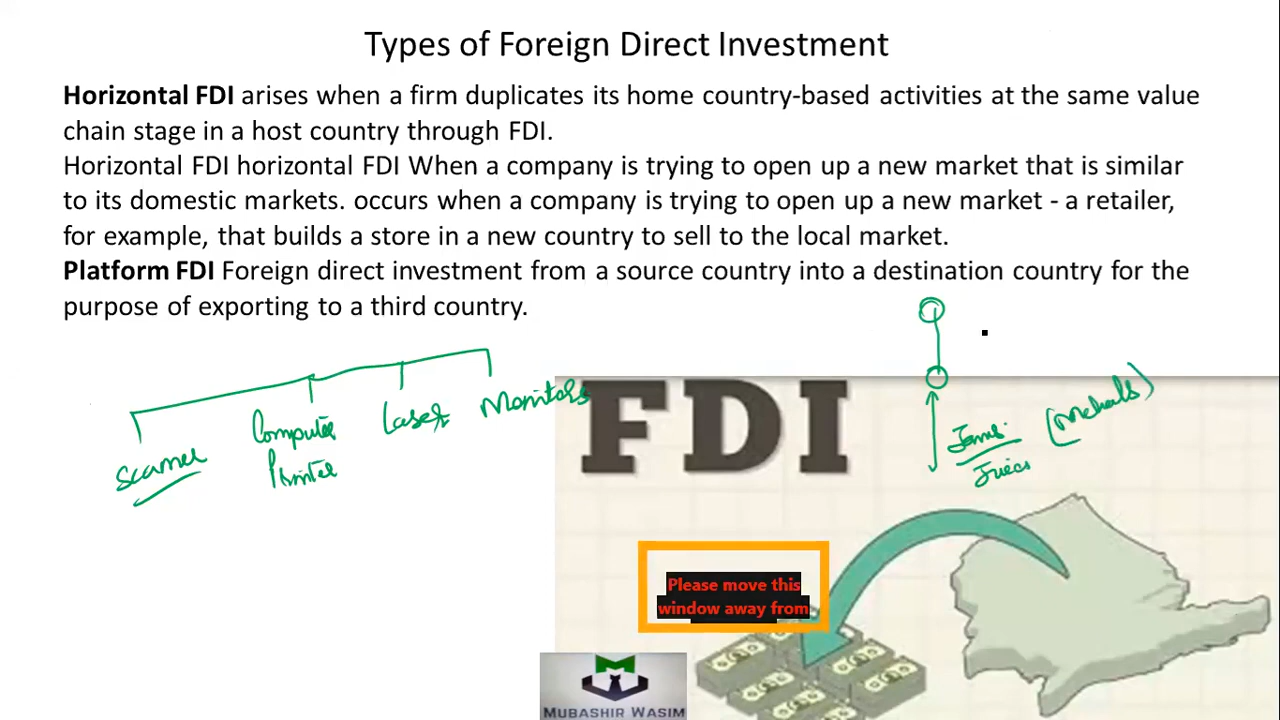 Types of Foreign Direct Investment
Horizontal FDI arises when a firm duplicates its home country-based activities at the same value
chain stage in a host country through FDI.
Horizontal FDI horizontal FDI When a company is trying to open up a new market that is similar
to its domestic markets. occurs when a company is trying to open up a new market - a retailer,
for example, that builds a store in a new country to sell to the local market.
Platform FDI Foreign direct investment from a source country into a destination country for the
purpose of exporting to a third country.
Scanner
Computer
Printer
Laser
Monitors
FDI
Please move this
window away from
MUBASHIR WASIM